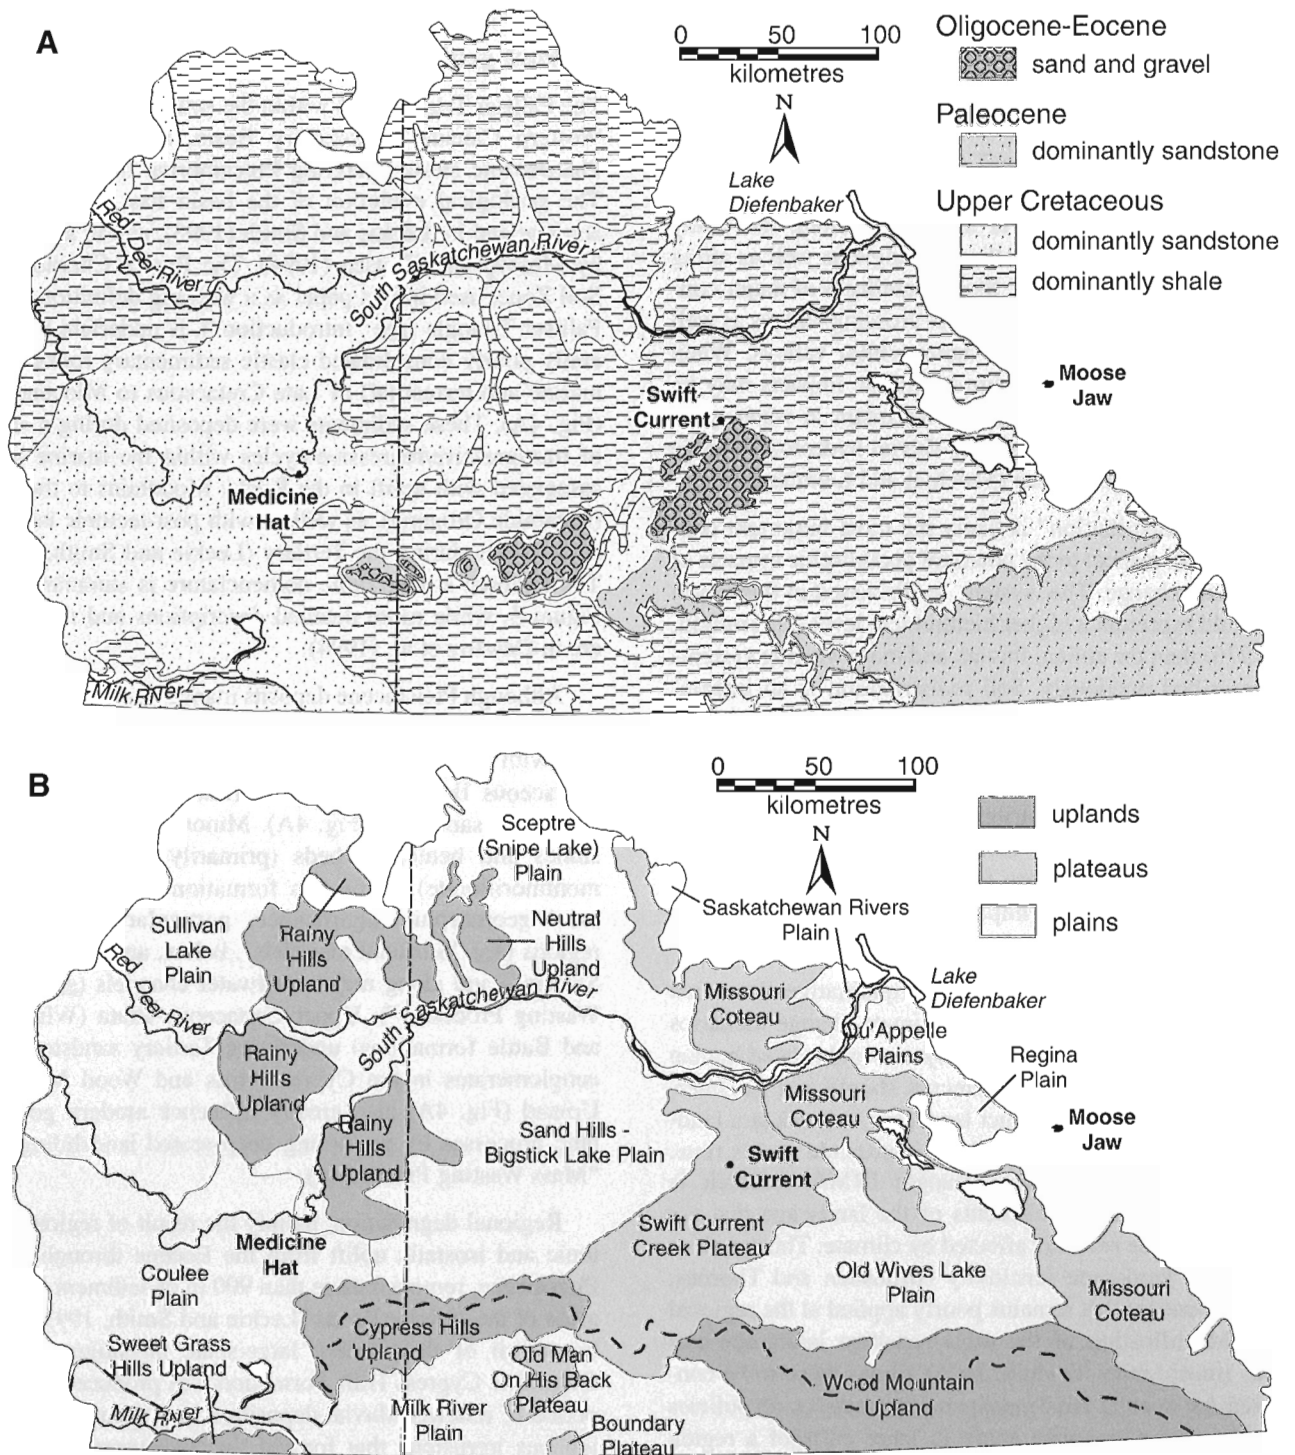 A
0 50 100
kilometres
N
Oligocene-Eocene
sand and gravel
Paleocene
dominantly sandstone
Upper Cretaceous
dominantly sandstone
dominantly shale
Lake
Diefenbaker
Red Deer River
South Saskatchewan River
Swift
Current
Moose
Jaw
Medicine
Hat
Milk River
B
0 50 100
kilometres
N
uplands
plateaus
plains
Sceptre
(Snipe Lake)
Plain
Saskatchewan Rivers
Plain
Sullivan
Lake
Plain
Rainy
Hills
Upland
Neutral
Hills
Upland
Red Deer River
South Saskatchewan River
Missouri
Coteau
Lake
Diefenbaker
Qu'Appelle
Plains
Regina
Plain
Rainy
Hills
Upland
Missouri
Coteau
Moose
Jaw
Rainy
Hills
Upland
Sand Hills -
Bigstick Lake Plain
Swift
Current
Swift Current
Creek Plateau
Medicine
Hat
Coulee
Plain
Old Wives Lake
Plain
Missouri
Coteau
Cypress Hills
Upland
Sweet Grass
Hills Upland
Old Man
On His Back
Plateau
Wood Mountain
Upland
Milk River
Milk River
Plain
Boundary
Plateau